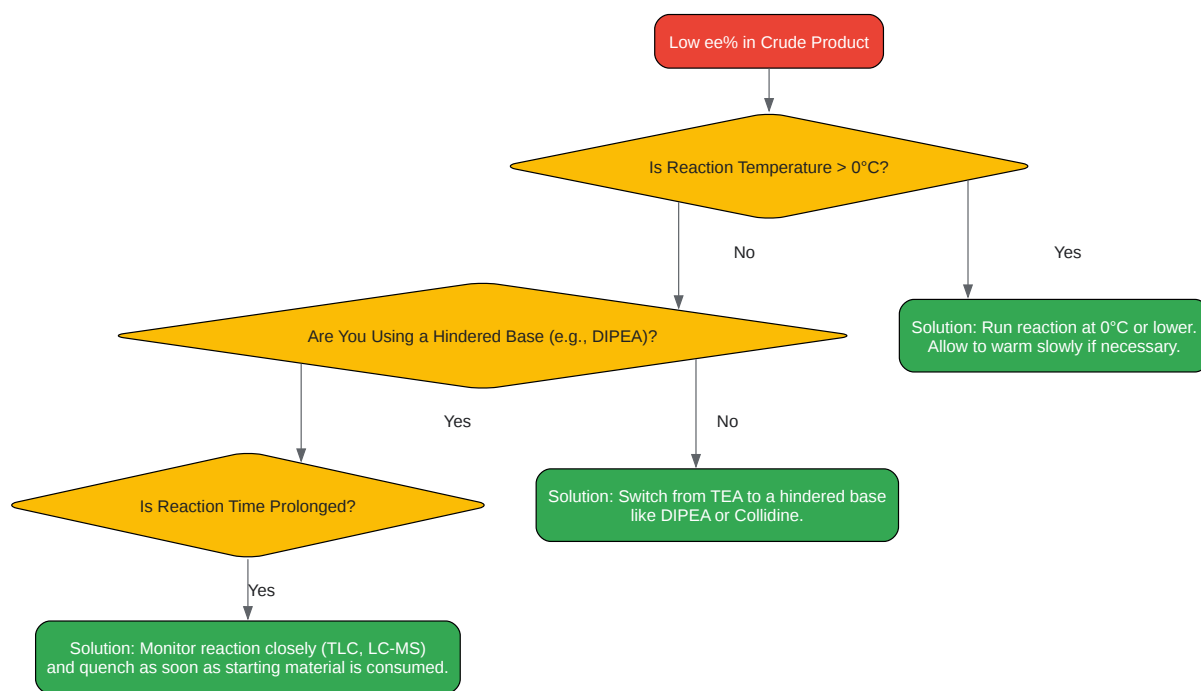 Low ee% in Crude Product
Is Reaction Temperature > 0°C?
No
Yes
Are You Using a Hindered Base (e.g., DIPEA)?
Solution: Run reaction at 0°C or lower.
Allow to warm slowly if necessary.
Yes
No
Is Reaction Time Prolonged?
Solution: Switch from TEA to a hindered base
like DIPEA or Collidine.
Yes
Solution: Monitor reaction closely (TLC, LC-MS)
and quench as soon as starting material is consumed.